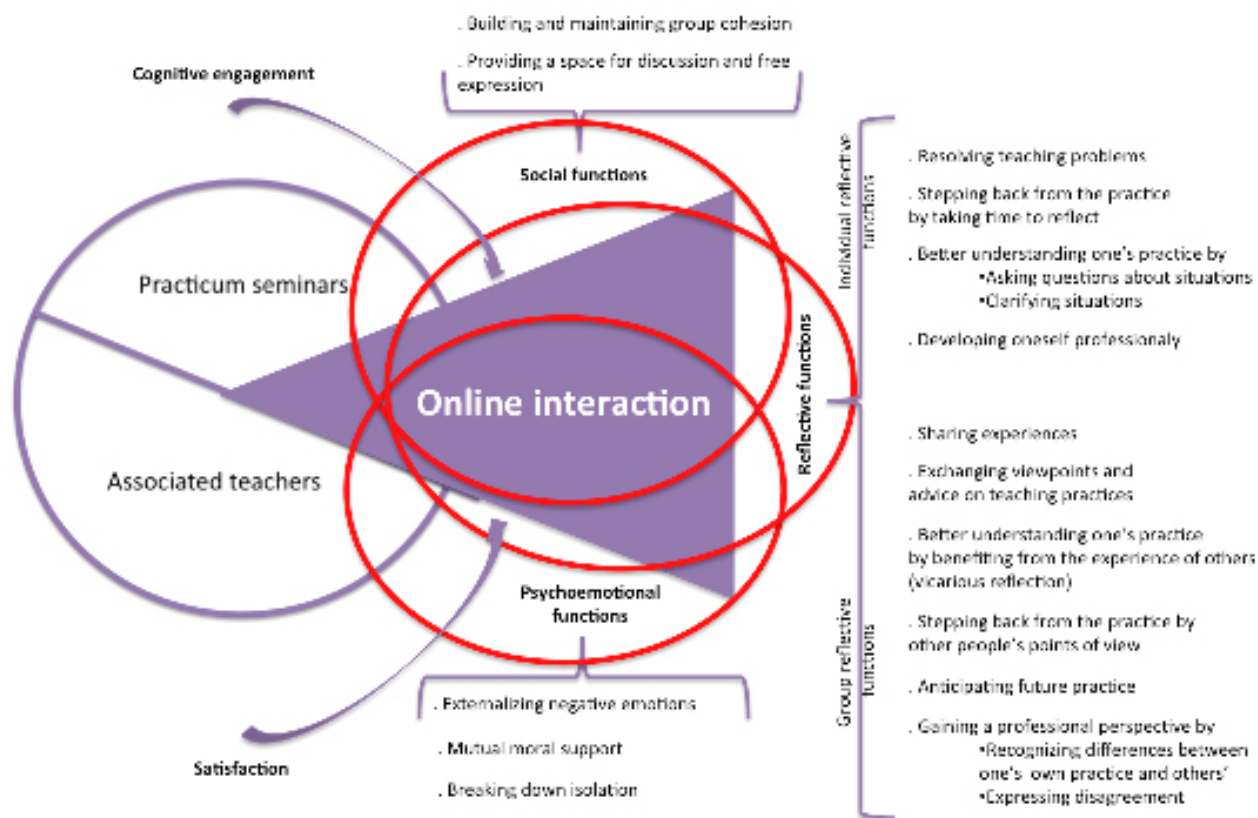 . Building and maintaining group cohesion
. Providing a space for discussion and free
expression
Cognitive engagement
Social functions
Practicum seminars
Associated teachers
Online interaction
Reflective functions
Psychoemotional
functions
. Externalizing negative emotions
. Mutual moral support
. Breaking down isolation
Satisfaction
Individual reflective
functions
. Resolving teaching problems
. Stepping back from the practice
by taking time to reflect
. Better understanding one's practice by
•Asking questions about situations
•Clarifying situations
. Developing oneself professionaly
Group reflective
functions
. Sharing experiences
. Exchanging viewpoints and
advice on teaching practices
. Better understanding one's practice
by benefiting from the experience of others
(vicarious reflection)
. Stepping back from the practice by
other people's points of view
. Anticipating future practice
. Gaining a professional perspective by
•Recognizing differences between
one's own practice and others'
•Expressing disagreement